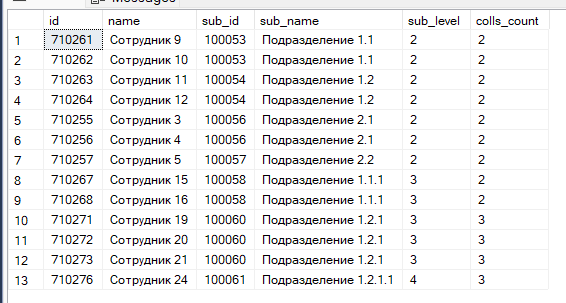 Messages
id name sub_id sub_name sub_level colls_count
1 710261 Сотрудник 9 100053 Подразделение 1.1 2 2
2 710262 Сотрудник 10 100053 Подразделение 1.1 2 2
3 710263 Сотрудник 11 100054 Подразделение 1.2 2 2
4 710264 Сотрудник 12 100054 Подразделение 1.2 2 2
5 710255 Сотрудник 3 100056 Подразделение 2.1 2 2
6 710256 Сотрудник 4 100056 Подразделение 2.1 2 2
7 710257 Сотрудник 5 100057 Подразделение 2.2 2 2
8 710267 Сотрудник 15 100058 Подразделение 1.1.1 3 2
9 710268 Сотрудник 16 100058 Подразделение 1.1.1 3 2
10 710271 Сотрудник 19 100060 Подразделение 1.2.1 3 3
11 710272 Сотрудник 20 100060 Подразделение 1.2.1 3 3
12 710273 Сотрудник 21 100060 Подразделение 1.2.1 3 3
13 710276 Сотрудник 24 100061 Подразделение 1.2.1.1 4 3